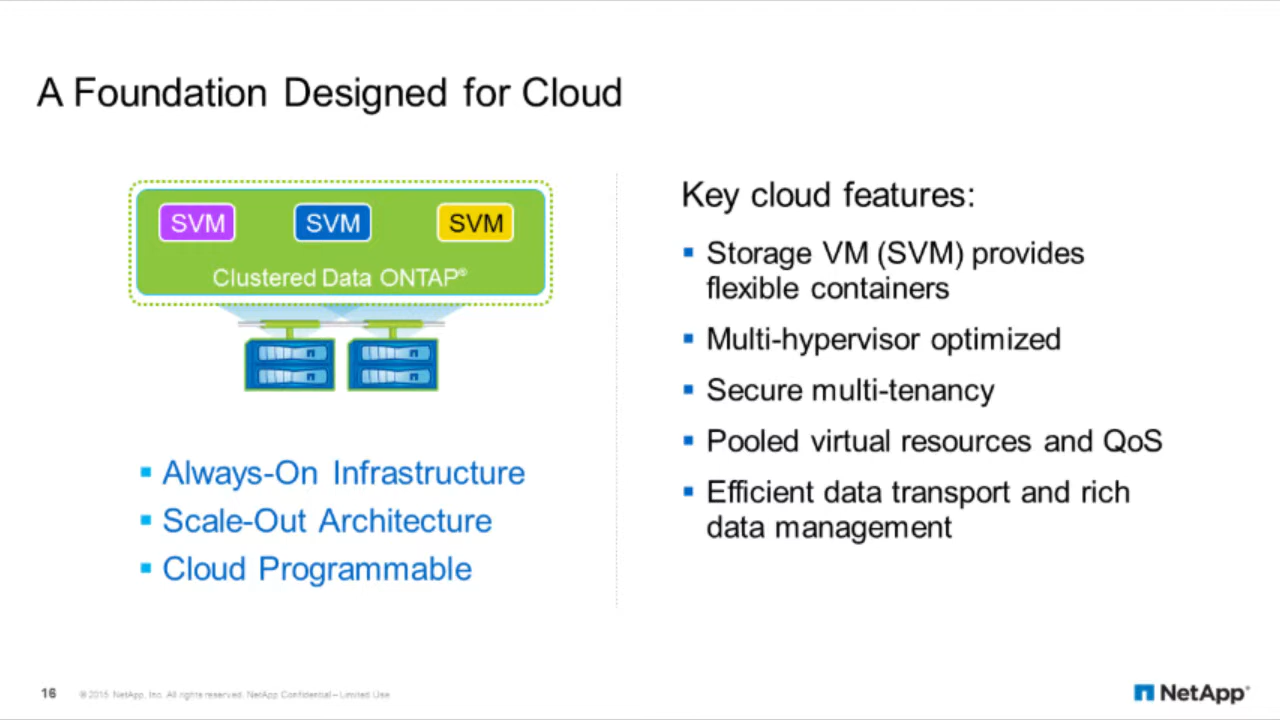 A Foundation Designed for Cloud
SVM SVM SVM
Clustered Data ONTAP®
▪ Always-On Infrastructure
▪ Scale-Out Architecture
▪ Cloud Programmable
Key cloud features:
▪ Storage VM (SVM) provides
flexible containers
▪ Multi-hypervisor optimized
▪ Secure multi-tenancy
▪ Pooled virtual resources and QoS
▪ Efficient data transport and rich
data management
16 © 2015 NetApp, Inc. All rights reserved. NetApp Confidential – Limited Use
NetApp®